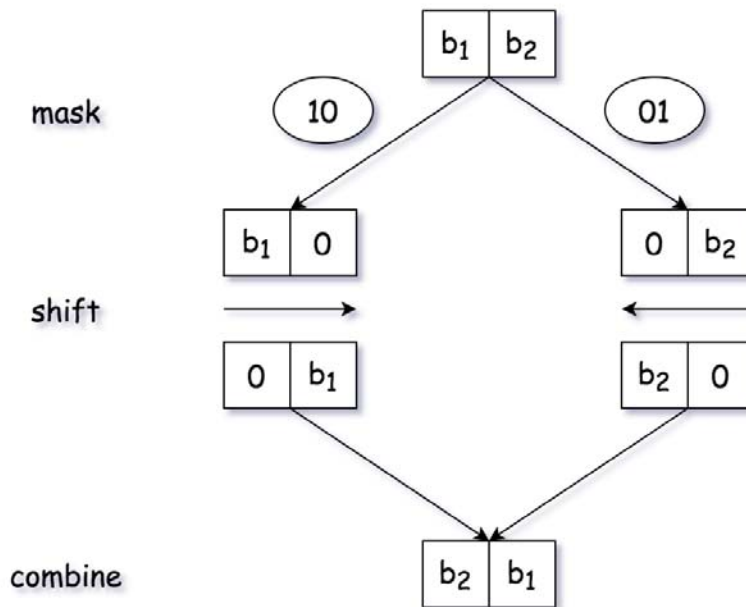 b₁ b₂
mask 10 01
b₁ 0 0 b₂
shift
0 b₁ b₂ 0
combine b₂ b₁